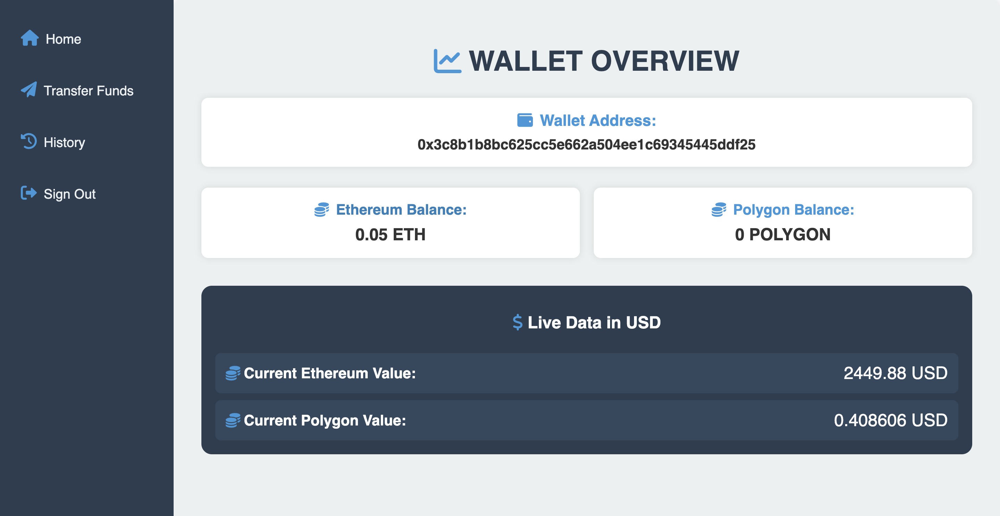 Home
Transfer Funds
History
Sign Out
WALLET OVERVIEW
Wallet Address:
0x3c8b1b8bc625cc5e662a504ee1c69345445ddf25
Ethereum Balance:
0.05 ETH
Polygon Balance:
0 POLYGON
$ Live Data in USD
Current Ethereum Value:
2449.88 USD
Current Polygon Value:
0.408606 USD